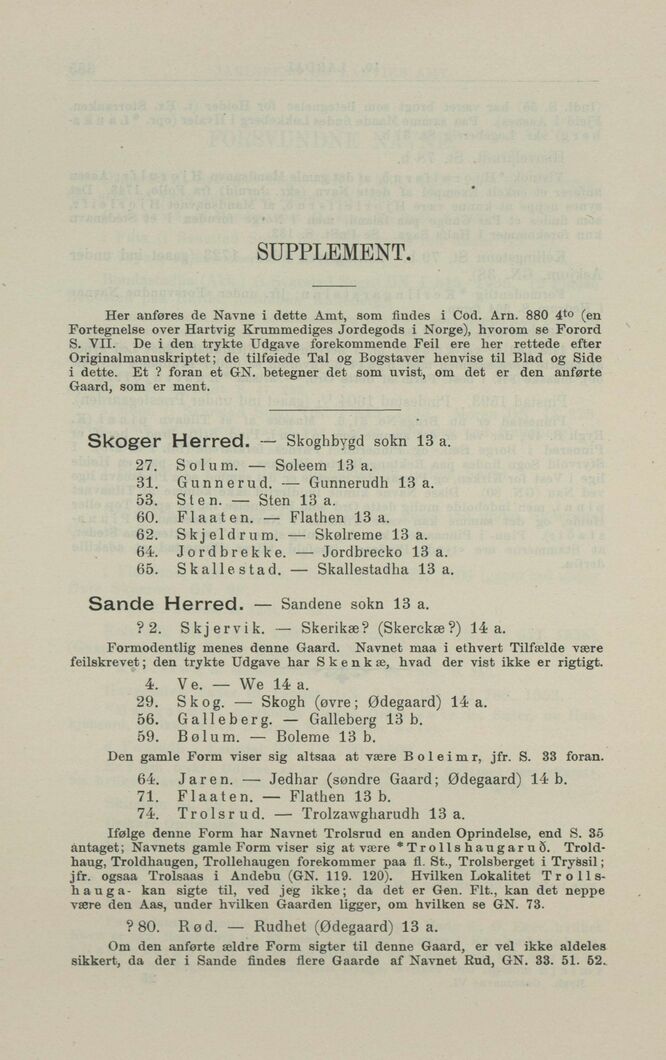 SUPPLEMENT.
Her anføres de Navne i dette Amt, som findes i Cod. Arn. 880 4to (en
Fortegnelse over Hartvig Krummediges Jordegods i Norge), hvorom se Forord
S. VII. De i den trykte Udgave forekommende Feil ere her rettede efter
Originalmanuskriptet; de tilføiede Tal og Bogstaver henvise til Blad og Side
i dette. Et ? foran et GN. betegner det som uvist, om det er den anførte
Gaard, som er ment.
Skoger Herred. — Skoghbygd sokn 13 a.
27. Solum. — Soleem 13 a.
31. Gunnerud. — Gunnerudh 13 a.
53. Sten. — Sten 13 a.
60. Flaaten. — Flathen 13 a.
62. Skjeldrum. — Skølreme 13 a.
64. Jordbrekke. — Jordbrecko 13 a.
65. Skallestad. — Skallestadha 13 a.
Sande Herred. — Sandene sokn 13 a.
? 2. Skjervik. — Skerikæ? (Skerckæ?) 14 a.
Formodentlig menes denne Gaard. Navnet maa i ethvert Tilfælde være
feilskrevet; den trykte Udgave har Skenkæ, hvad der vist ikke er rigtigt.
4. Ve. — We 14 a.
29. Skog. — Skogh (øvre; Ødegaard) 14 a.
56. Galleberg. — Galleberg 13 b.
59. Bølum. — Boleme 13 b.
Den gamle Form viser sig altsaa at være Boleimr, jfr. S. 33 foran.
64. Jaren. — Jedhar (søndre Gaard; Ødegaard) 14 b.
71. Flaaten. — Flathen 13 b.
74. Trolsrud. — Trolzawgharudh 13 a.
Ifølge denne Form har Navnet Trolsrud en anden Oprindelse, end S. 35
antaget; Navnets gamle Form viser sig at være *Trollshaugaruð. Trold-
haug, Troldhaugen, Trollehaugen forekommer paa fl. St., Trolsberget i Tryssil;
jfr. ogsaa Trolsaas i Andebu (GN. 119. 120). Hvilken Lokalitet Trolls-
hauga- kan sigte til, ved jeg ikke; da det er Gen. Flt., kan det neppe
være den Aas, under hvilken Gaarden ligger, om hvilken se GN. 73.
? 80. Rød. — Rudhet (Ødegaard) 13 a.
Om den anførte ældre Form sigter til denne Gaard, er vel ikke aldeles
sikkert, da der i Sande findes flere Gaarde af Navnet Rud, GN. 33. 51. 52.